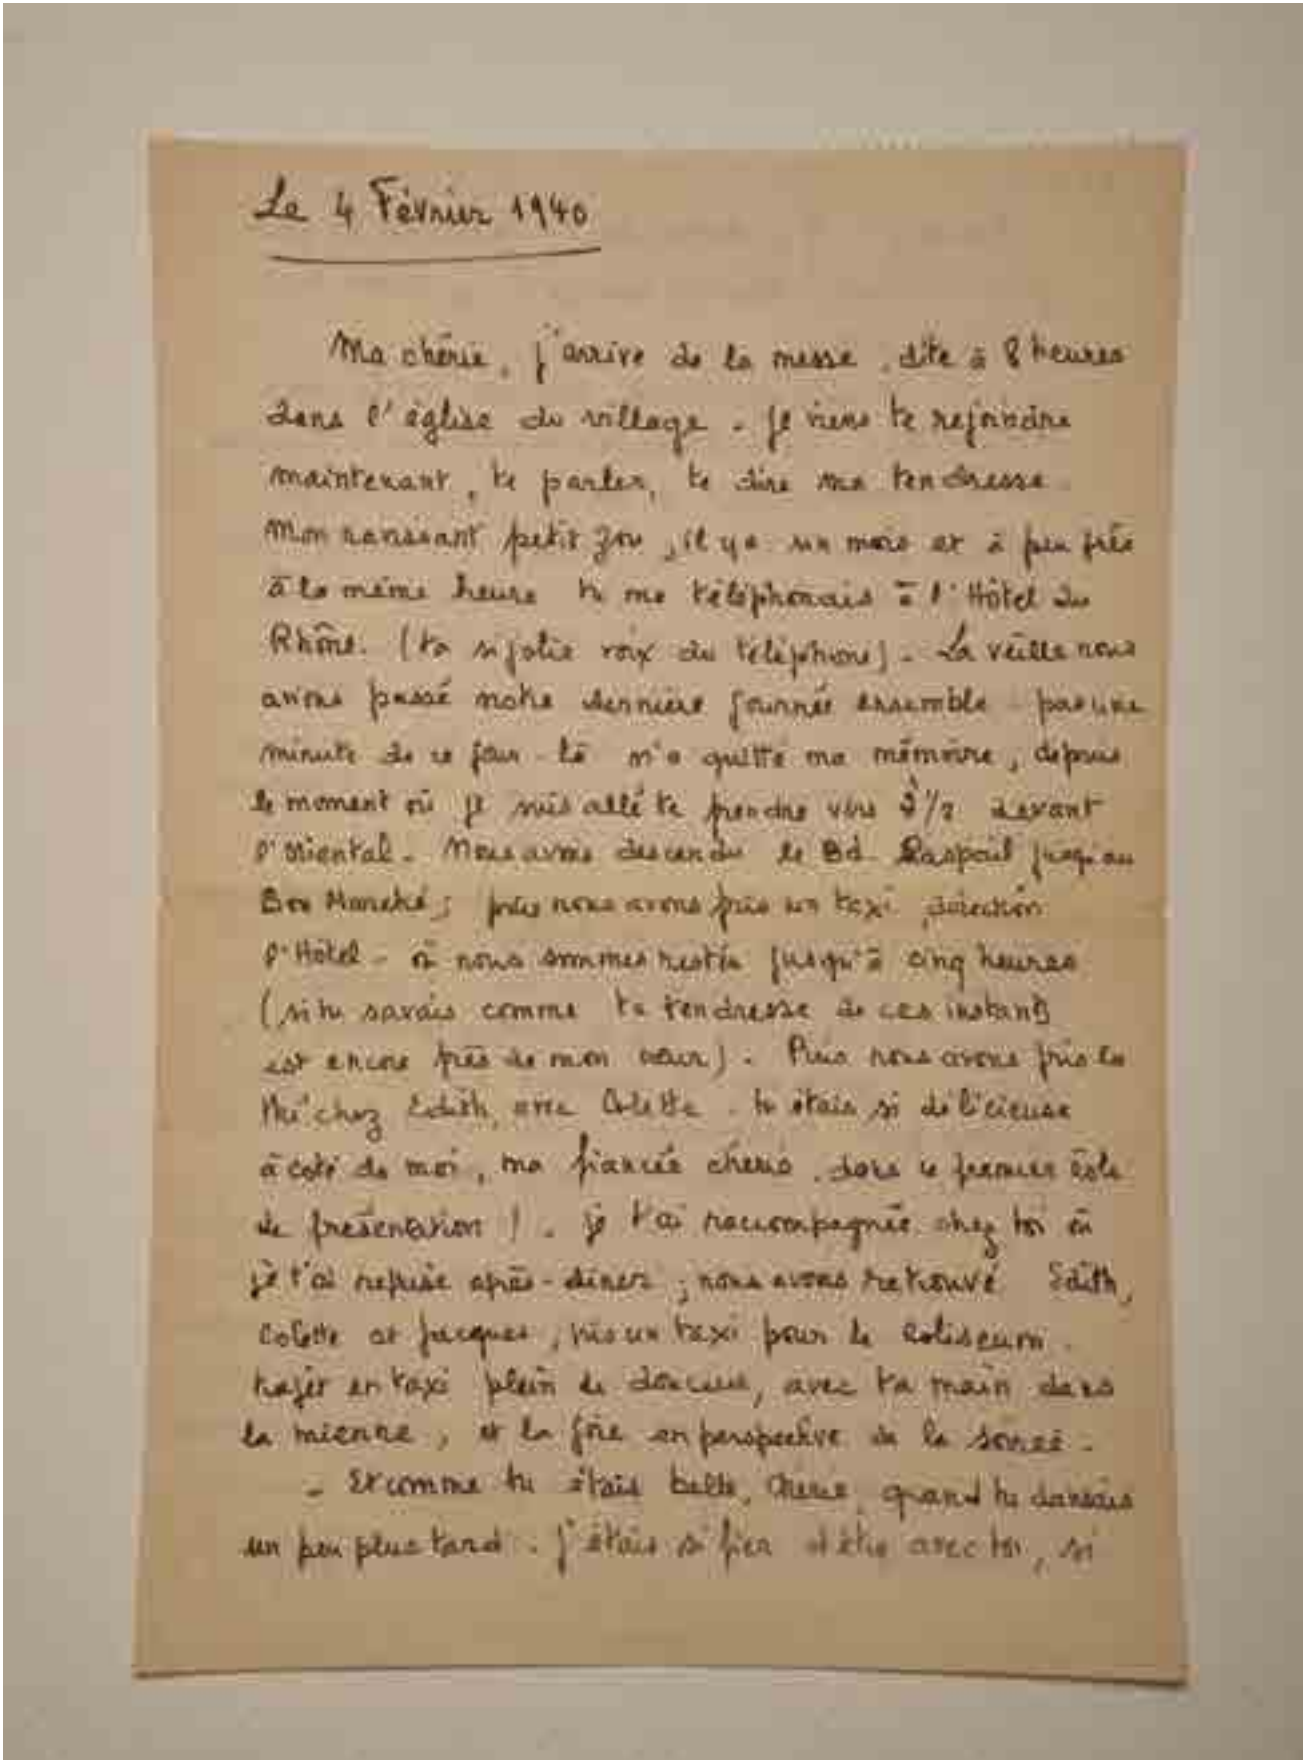 Le 4 Février 1940
Ma chérie, j'arrive de la messe, dite à 8 heures
dans l'église du village. Je viens te rejoindre
maintenant, te parler, te dire ma tendresse.
Mon ravissant petit Zou, il y a un mois et à peu près
à la même heure tu me téléphonais à l'Hôtel du
Rhône. (ta si jolie voix du téléphone). La veille nous
avions passé notre dernière journée ensemble - pas une
minute de ce jour-là n'a quitté ma mémoire, depuis
le moment où je suis allé te prendre vers 1/2 devant
l'Oriental. Nous avons descendu le Bd. Raspail jusqu'au
Bon Marché; puis nous avons pris un taxi, direction
l'Hôtel - où nous sommes restés jusqu'à cinq heures
(si tu savais comme ta tendresse de ces instants
est encore près de mon cœur). Puis nous avons pris le
thé chez Edith, avec Colette. tu étais si délicieuse
à côté de moi, ma fiancée chérie, dans ce premier
de présentation ! . je t'ai raccompagnée chez toi où
je t'ai reprise après-dîner; nous avons retrouvé Edith,
Colette et Jacques, pris un taxi pour le Coliseum.
trajet en taxi plein de douceur, avec ta main dans
la mienne, et la joie en perspective de la soirée.
- Et comme tu étais belle, chérie, quand tu dansais
un peu plus tard. J'étais si fier d'être avec toi, si